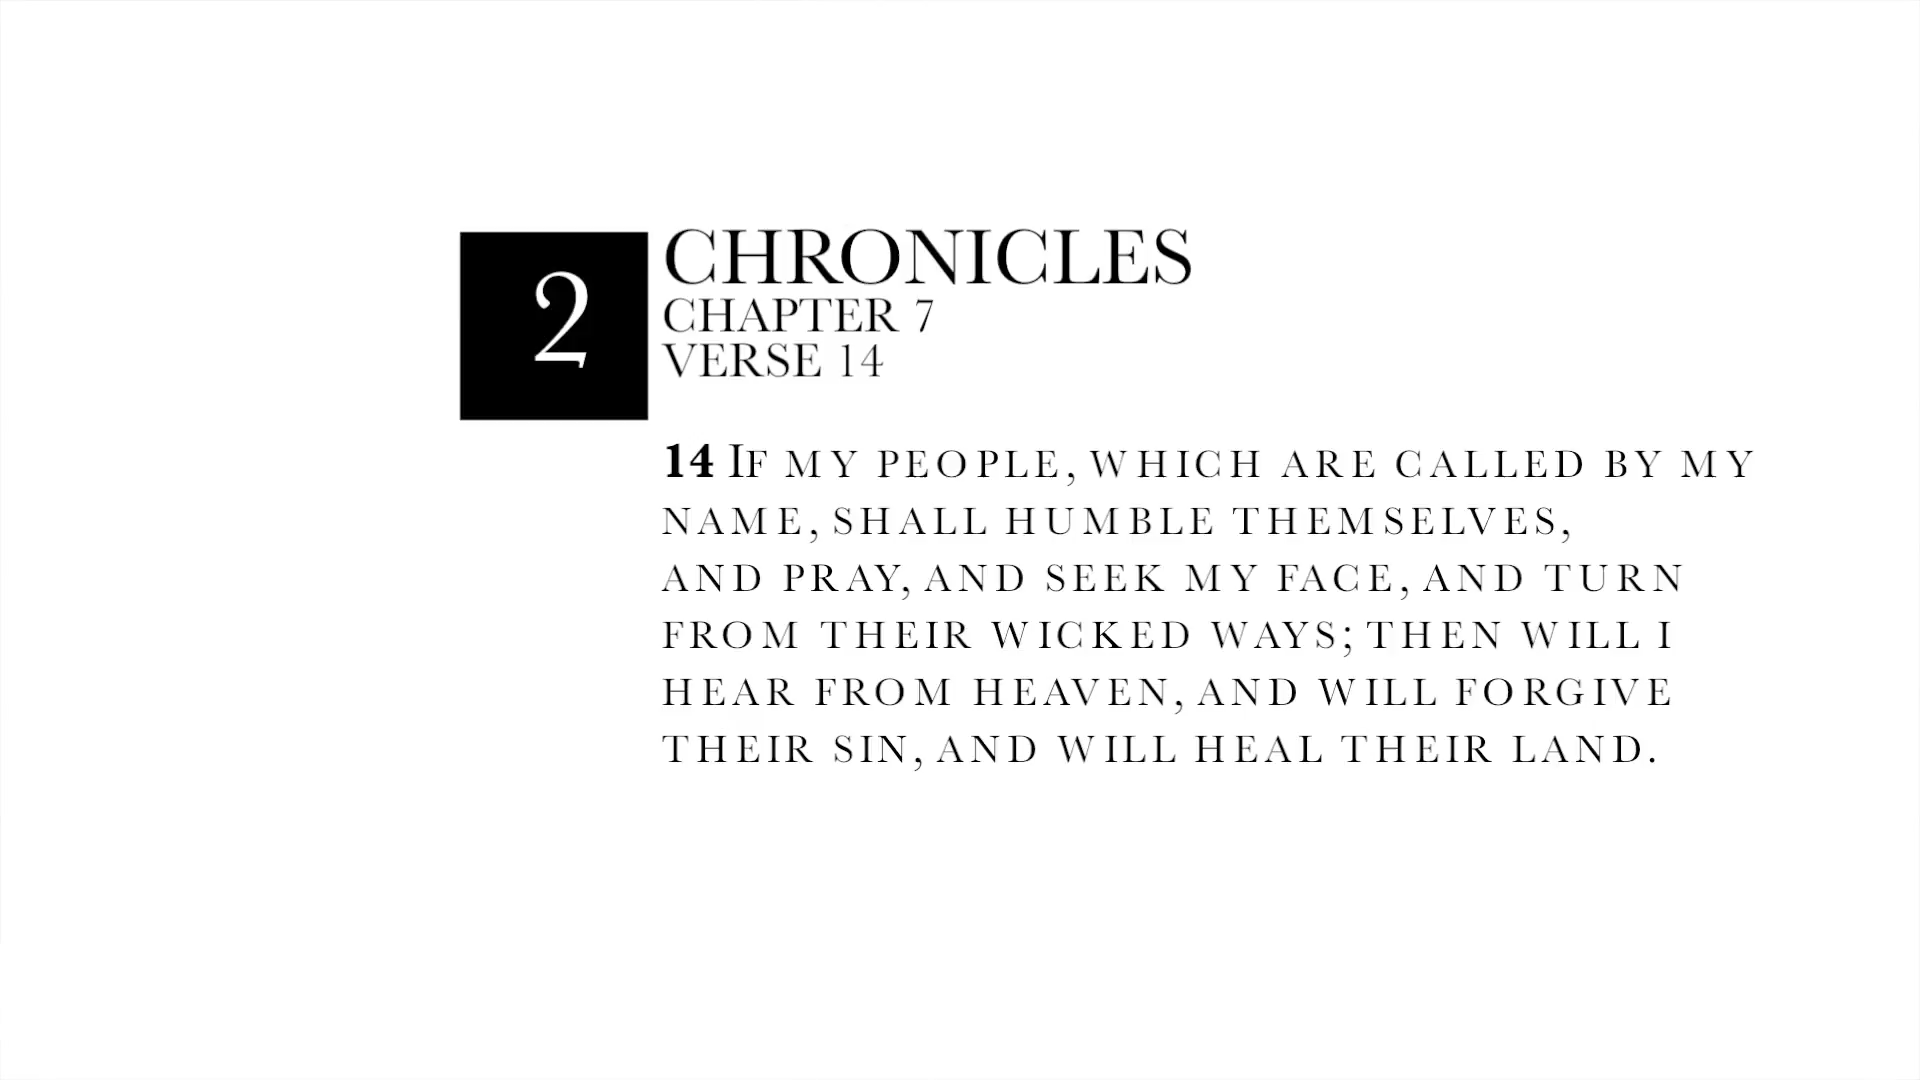 2
CHRONICLES
CHAPTER 7
VERSE 14
14 IF MY PEOPLE, WHICH ARE CALLED BY MY
NAME, SHALL HUMBLE THEMSELVES,
AND PRAY, AND SEEK MY FACE, AND TURN
FROM THEIR WICKED WAYS; THEN WILL I
HEAR FROM HEAVEN, AND WILL FORGIVE
THEIR SIN, AND WILL HEAL THEIR LAND.